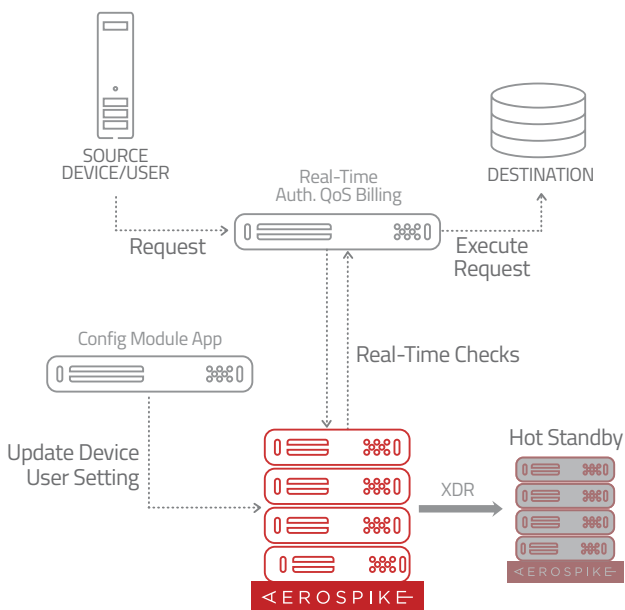 SOURCE
DEVICE/USER
Real-Time
Auth. QoS Billing
DESTINATION
Request
Execute
Request
Config Module App
Real-Time Checks
Update Device
User Setting
XDR
Hot Standby
AEROSPIKE
AEROSPIKE